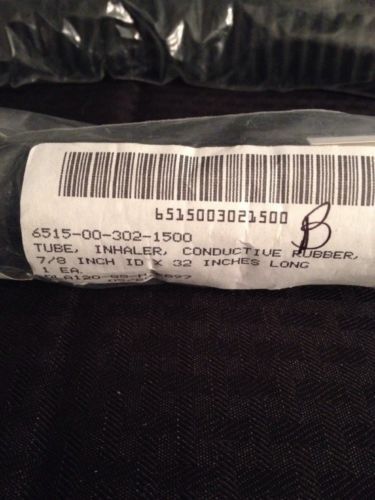 6515003021500
B
6515-00-302-1500
TUBE, INHALER, CONDUCTIVE RUBBER,
7/8 INCH ID X 32 INCHES LONG
1 EA.